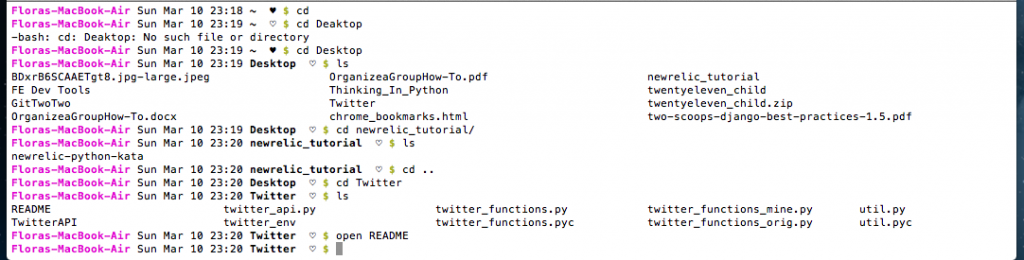 Floras-MacBook-Air Sun Mar 10 23:18 ~ ♥ $ cd
Floras-MacBook-Air Sun Mar 10 23:19 ~ ♡ $ cd Deaktop
-bash: cd: Deaktop: No such file or directory
Floras-MacBook-Air Sun Mar 10 23:19 ~ ♥ $ cd Desktop
Floras-MacBook-Air Sun Mar 10 23:19 Desktop ♡ $ ls
BDxrB6SCAAETgt8.jpg-large.jpeg OrganizeaGroupHow-To.pdf newrelic_tutorial
FE Dev Tools Thinking_In_Python twentyeleven_child
GitTwoTwo Twitter twentyeleven_child.zip
OrganizeaGroupHow-To.docx chrome_bookmarks.html two-scoops-django-best-practices-1.5.pdf
Floras-MacBook-Air Sun Mar 10 23:19 Desktop ♡ $ cd newrelic_tutorial/
Floras-MacBook-Air Sun Mar 10 23:20 newrelic_tutorial ♡ $ ls
newrelic-python-kata
Floras-MacBook-Air Sun Mar 10 23:20 newrelic_tutorial ♡ $ cd ..
Floras-MacBook-Air Sun Mar 10 23:20 Desktop ♡ $ cd Twitter
Floras-MacBook-Air Sun Mar 10 23:20 Twitter ♡ $ ls
README twitter_api.py twitter_functions.py twitter_functions_mine.py util.py
TwitterAPI twitter_env twitter_functions.pyc twitter_functions_orig.py util.pyc
Floras-MacBook-Air Sun Mar 10 23:20 Twitter ♡ $ open README
Floras-MacBook-Air Sun Mar 10 23:20 Twitter ♡ $